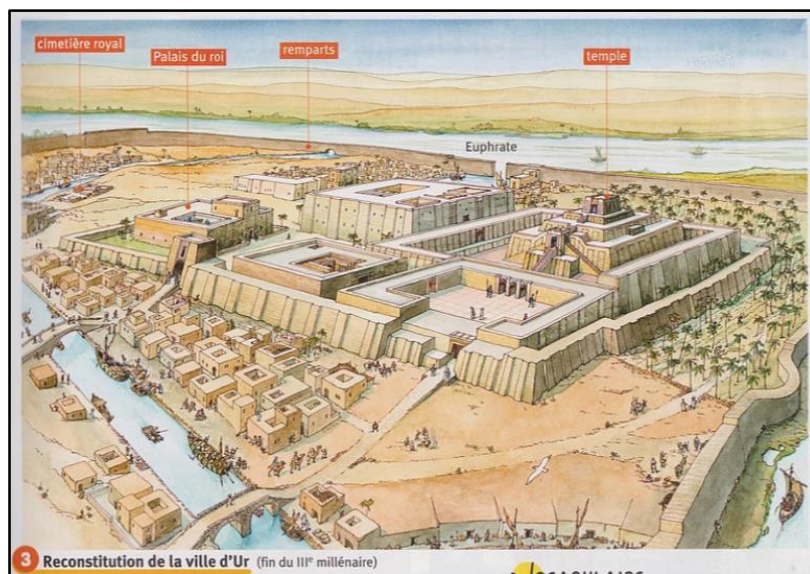 cimetière royal
Palais du roi
remparts
temple
Euphrate
3 Reconstitution de la ville d'Ur (fin du IIIe millénaire)